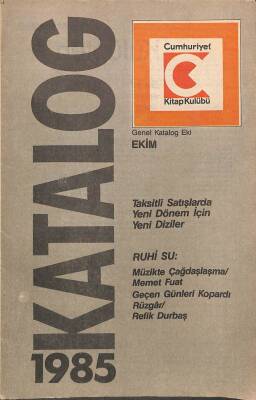 KATALOG
1985
Cumhuriyet
Kitap Kulübü
Genel Katalog Eki
EKİM
Taksitli Satışlarda
Yeni Dönem İçin
Yeni Diziler
RUHİ SU:
Müzikte Çağdaşlaşma/
Memet Fuat
Geçen Günleri Kopardı
Rüzgâr/
Refik Durbaş